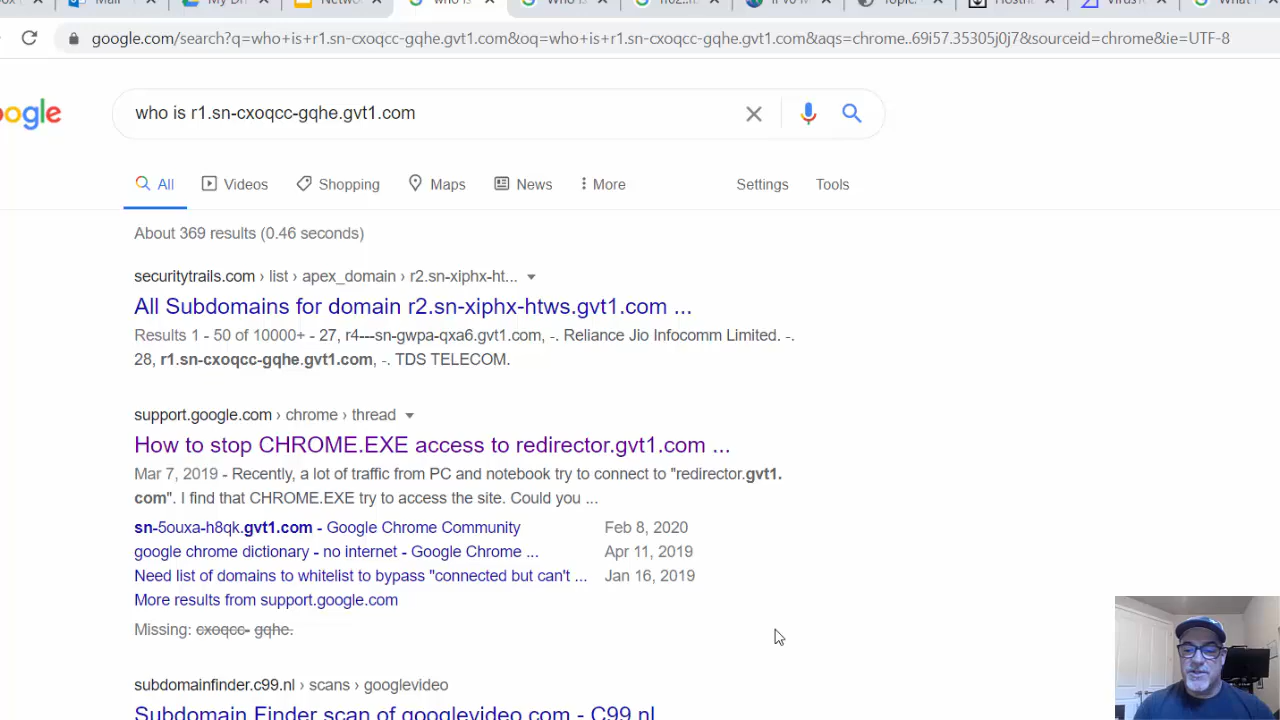 Mail
My Dri
Netwo
who is
Who is
IPv6 M
Topic:
Hostin
Virus
What i
google.com/search?q=who+is+r1.sn-cxoqcc-gqhe.gvt1.com&oq=who+is+r1.sn-cxoqcc-gqhe.gvt1.com&aqs=chrome..69i57.35305j0j7&sourceid=chrome&ie=UTF-8
ogle
who is r1.sn-cxoqcc-gqhe.gvt1.com
All
Videos
Shopping
Maps
News
More
Settings
Tools
About 369 results (0.46 seconds)
securitytrails.com › list › apex_domain › r2.sn-xiphx-ht...
All Subdomains for domain r2.sn-xiphx-htws.gvt1.com ...
Results 1 - 50 of 10000+ - 27, r4---sn-gwpa-qxa6.gvt1.com, -. Reliance Jio Infocomm Limited. -.
28, r1.sn-cxoqcc-gqhe.gvt1.com, -. TDS TELECOM.
support.google.com › chrome › thread
How to stop CHROME.EXE access to redirector.gvt1.com ...
Mar 7, 2019 - Recently, a lot of traffic from PC and notebook try to connect to "redirector.gvt1.
com". I find that CHROME.EXE try to access the site. Could you ...
sn-5ouxa-h8qk.gvt1.com - Google Chrome Community Feb 8, 2020
google chrome dictionary - no internet - Google Chrome ... Apr 11, 2019
Need list of domains to whitelist to bypass "connected but can't ... Jan 16, 2019
More results from support.google.com
Missing: cxoqcc- gqhe.
subdomainfinder.c99.nl › scans › googlevideo
Subdomain Finder scan of googlevideo.com - C99.nl